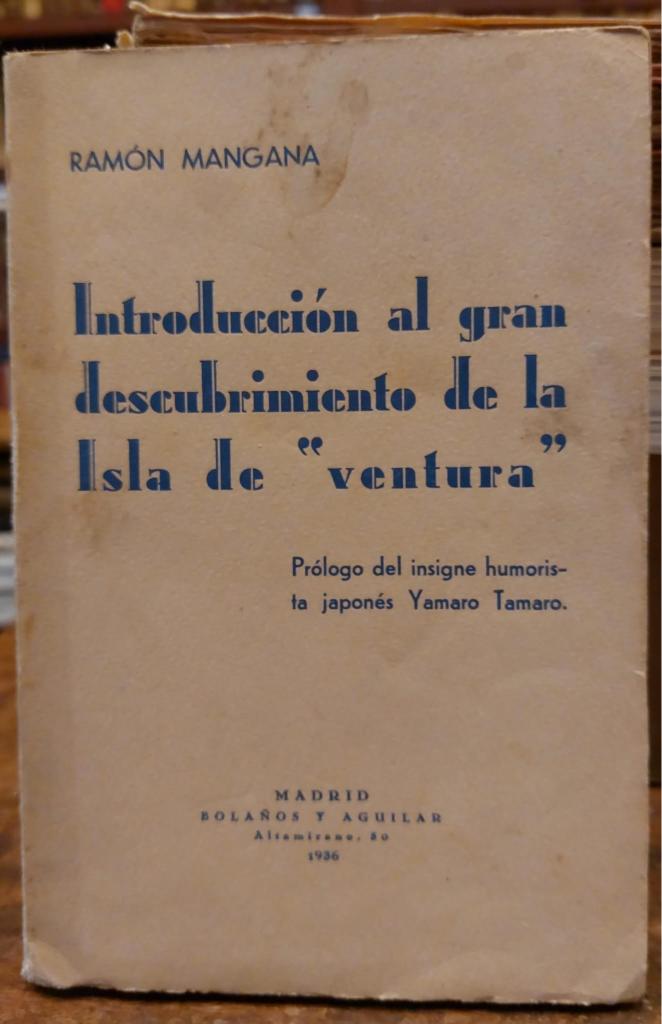 RAMÓN MANGANA
Introducción al gran
descubrimiento de la
Isla de “ventura”
Prólogo del insigne humoris-
ta japonés Yamaro Tamaro.
MADRID
BOLAÑOS Y AGUILAR
Altamirano, 50
1936